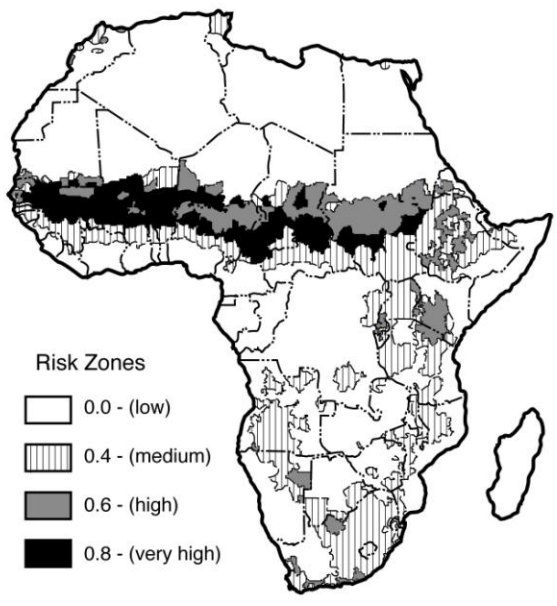 Risk Zones
0.0 - (low)
0.4 - (medium)
0.6 - (high)
0.8 - (very high)